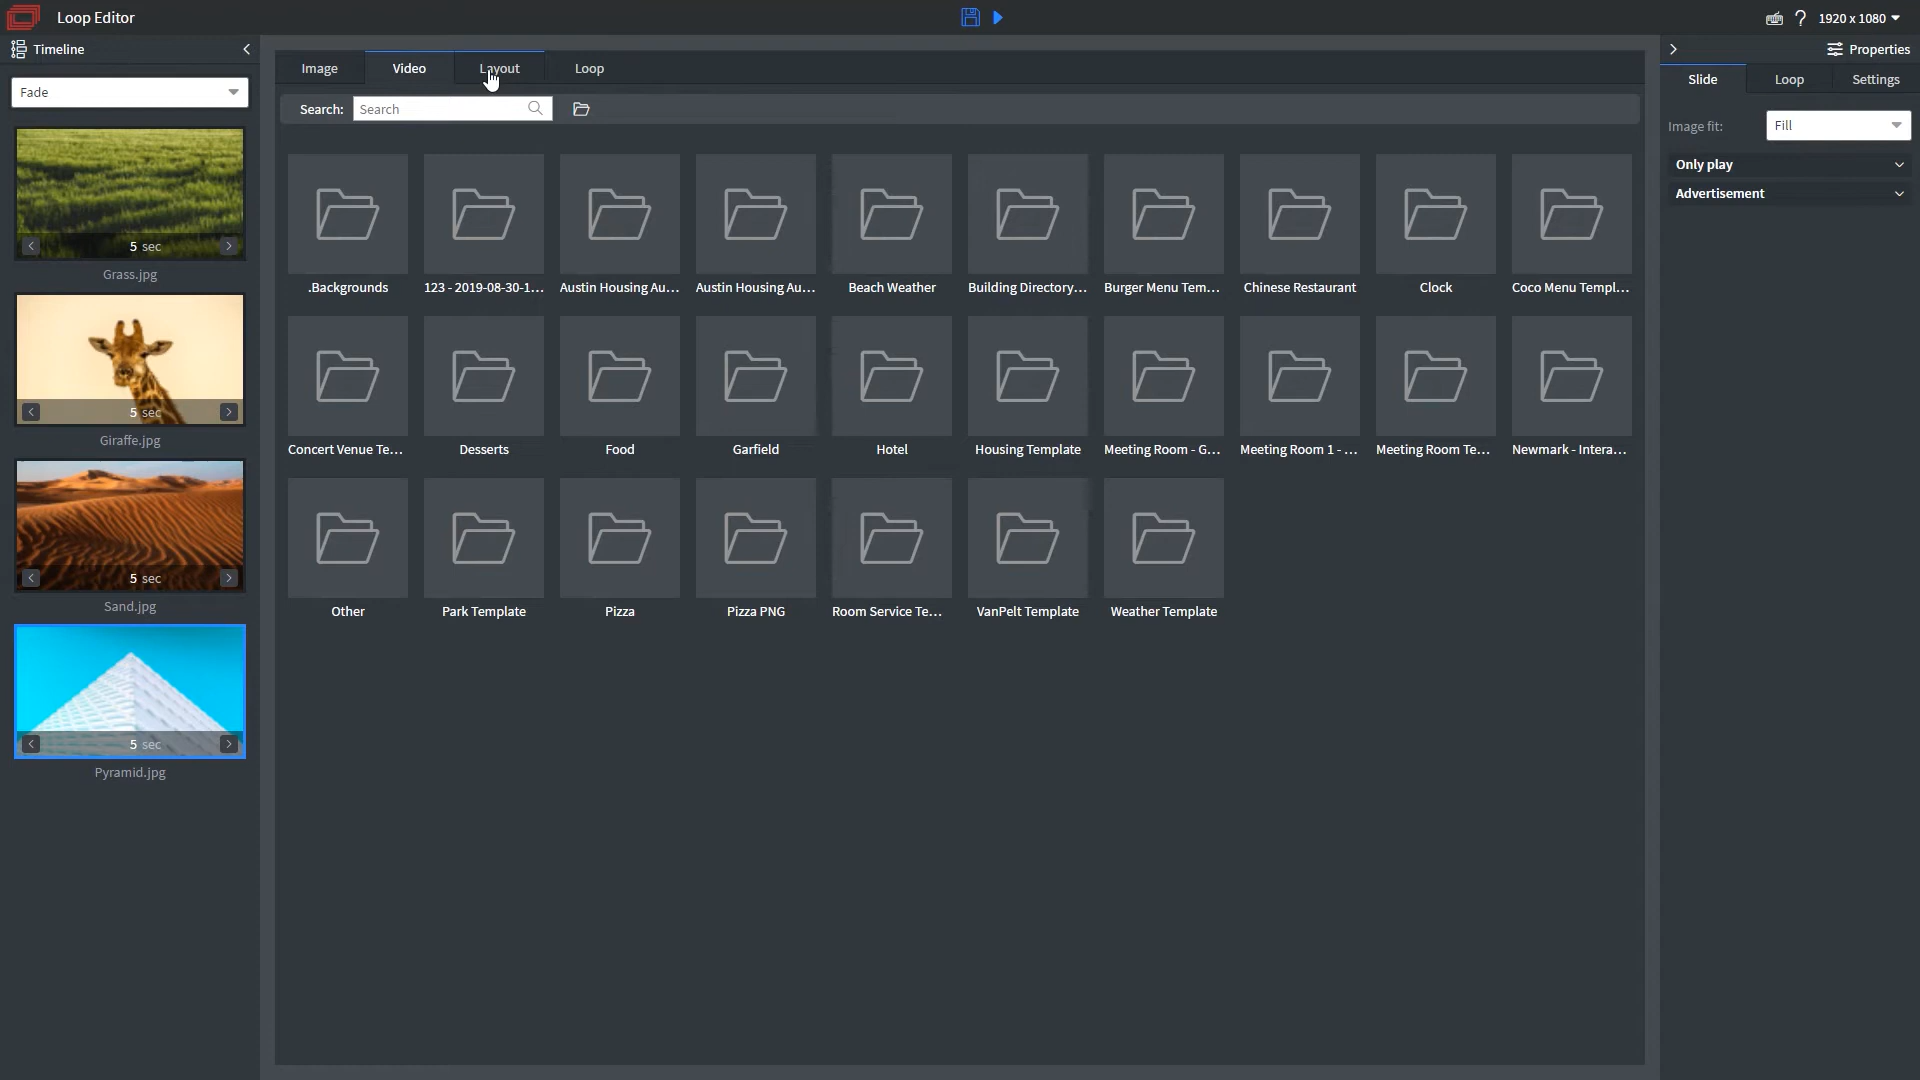 Loop Editor
1920 x 1080
Timeline
Properties
Image
Video
Layout
Loop
Slide
Loop
Settings
Fade
Search:
Search
Image fit:
Fill
Only play
Advertisement
5 sec
Grass.jpg
5 sec
Giraffe.jpg
5 sec
Sand.jpg
5 sec
Pyramid.jpg
.Backgrounds
123 - 2019-08-30-1...
Austin Housing Au...
Austin Housing Au...
Beach Weather
Building Directory...
Burger Menu Tem...
Chinese Restaurant
Clock
Coco Menu Templ...
Concert Venue Te...
Desserts
Food
Garfield
Hotel
Housing Template
Meeting Room - G...
Meeting Room 1 - ...
Meeting Room Te...
Newmark - Intera...
Other
Park Template
Pizza
Pizza PNG
Room Service Te...
VanPelt Template
Weather Template